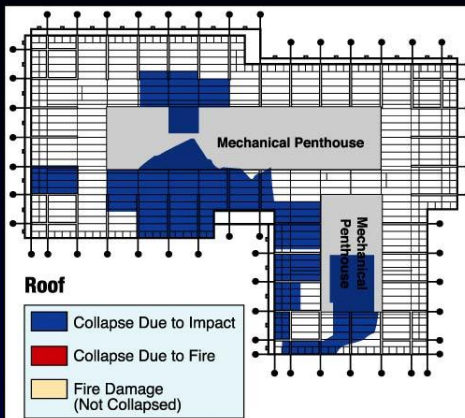 Mechanical Penthouse
Mechanical
Penthouse
Roof
Collapse Due to Impact
Collapse Due to Fire
Fire Damage
(Not Collapsed)